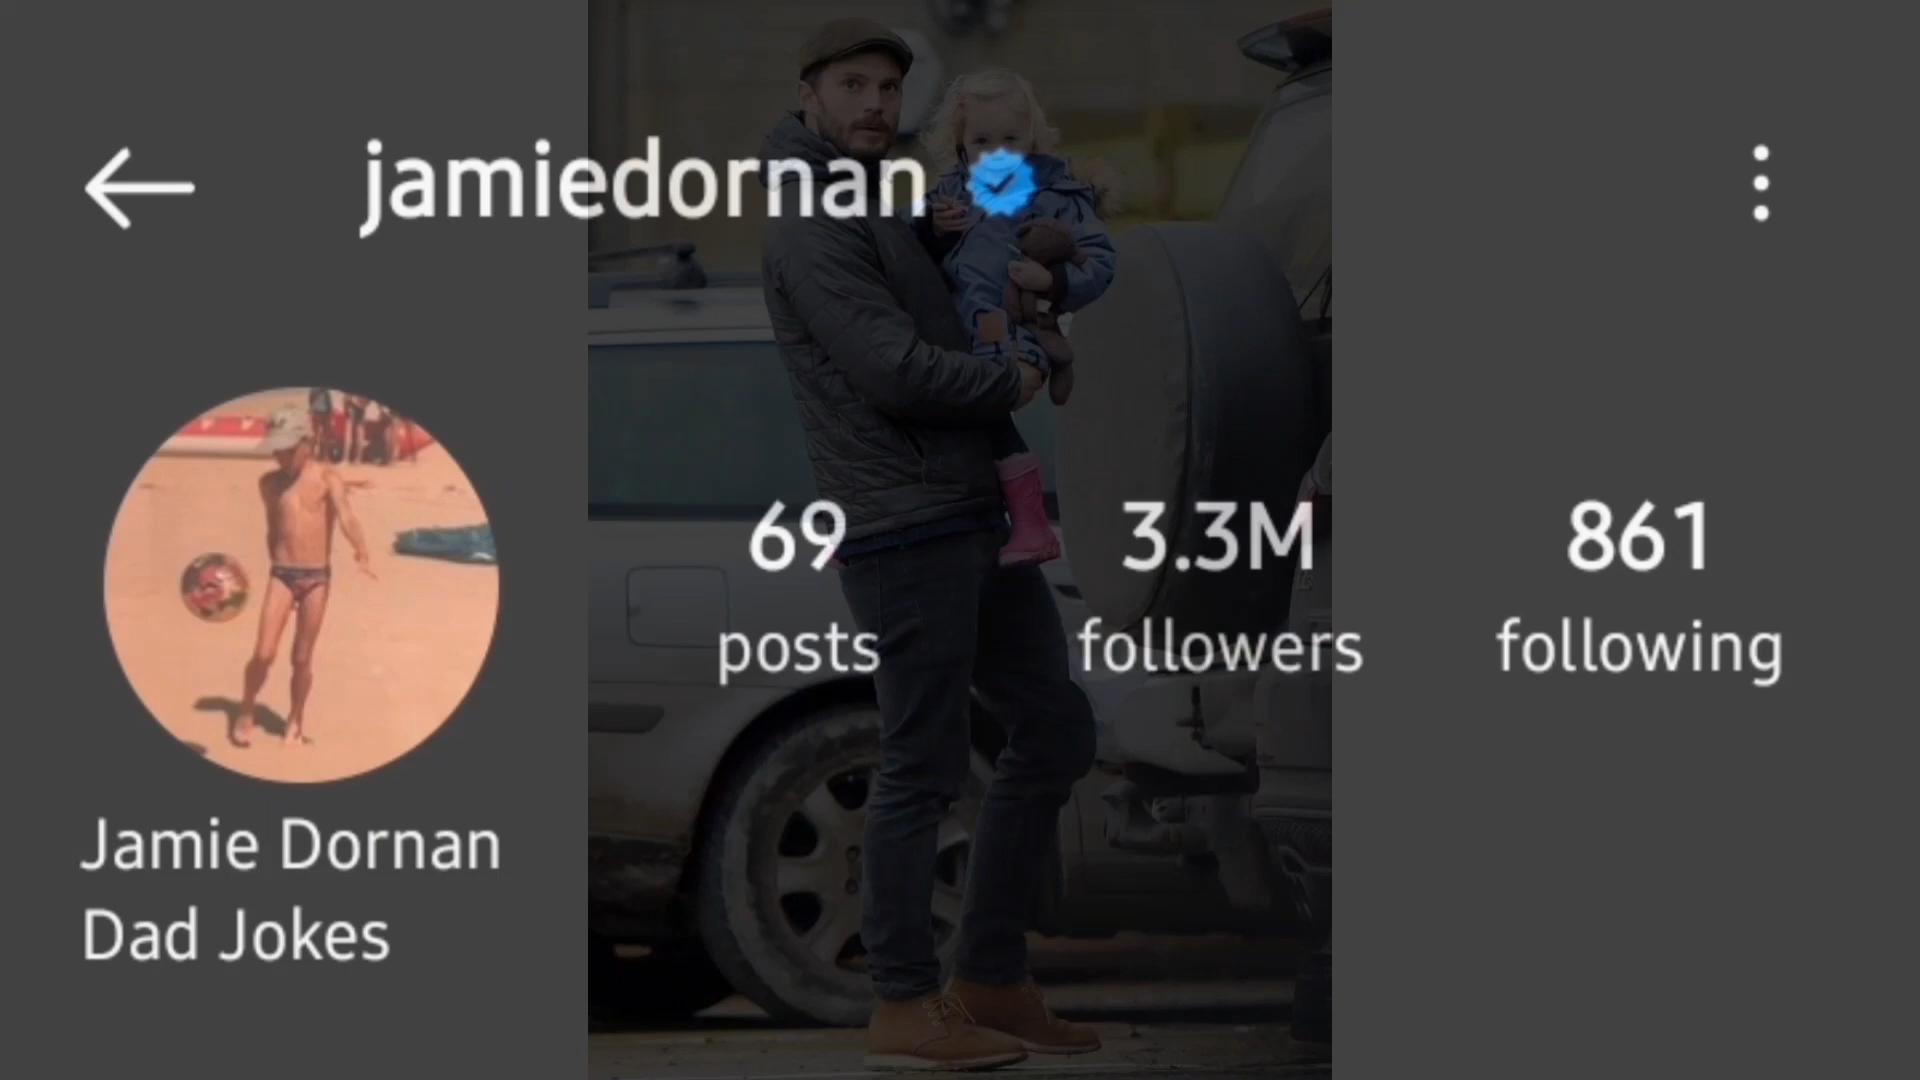 jamiedornan
69 3.3M 861
posts followers following
Jamie Dornan
Dad Jokes